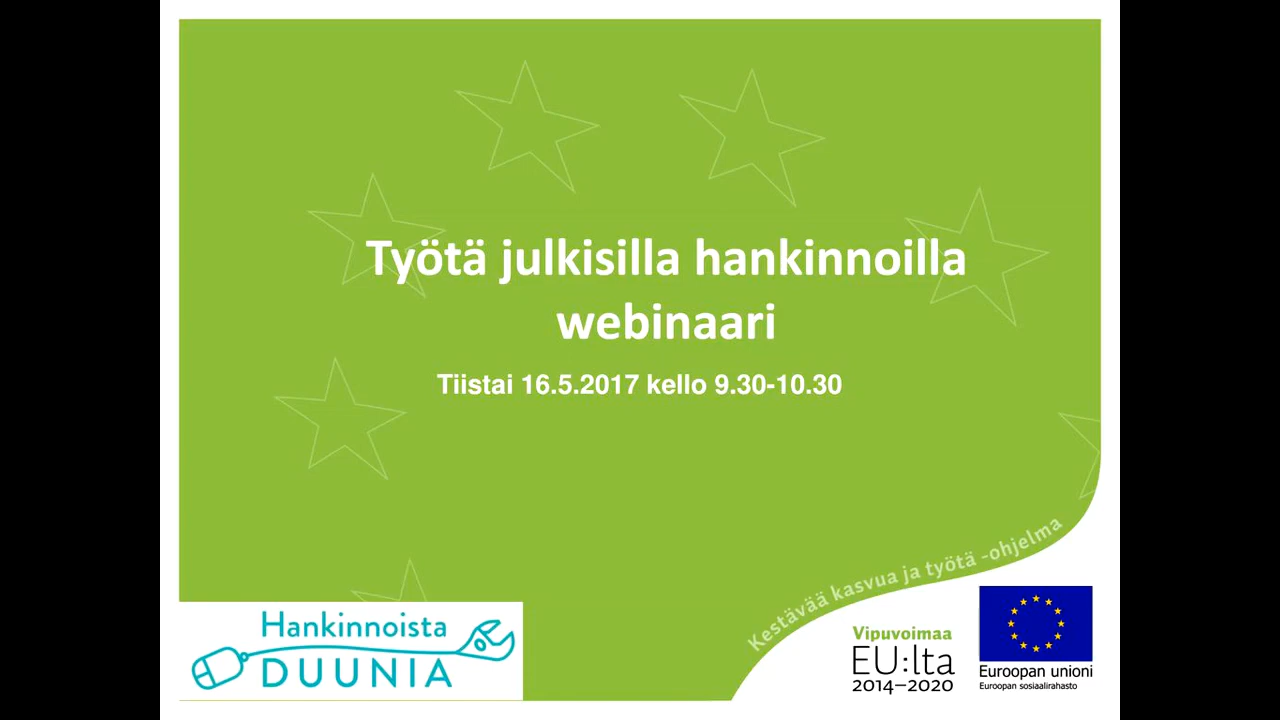 Työtä julkisilla hankinnoilla
webinaari
Tiistai 16.5.2017 kello 9.30-10.30
Kestävää kasvua ja työtä -ohjelma
Hankinnoista
DUUNIA
Vipuvoimaa
EU:lta
2014–2020
Euroopan unioni
Euroopan sosiaalirahasto